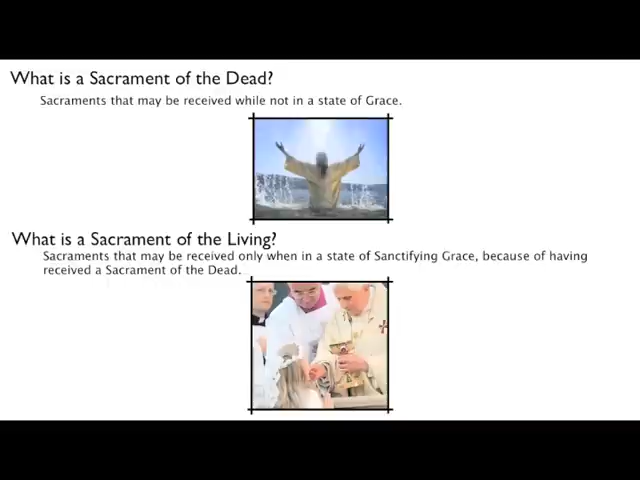 What is a Sacrament of the Dead?
Sacraments that may be received while not in a state of Grace.
What is a Sacrament of the Living?
Sacraments that may be received only when in a state of Sanctifying Grace, because of having
received a Sacrament of the Dead.